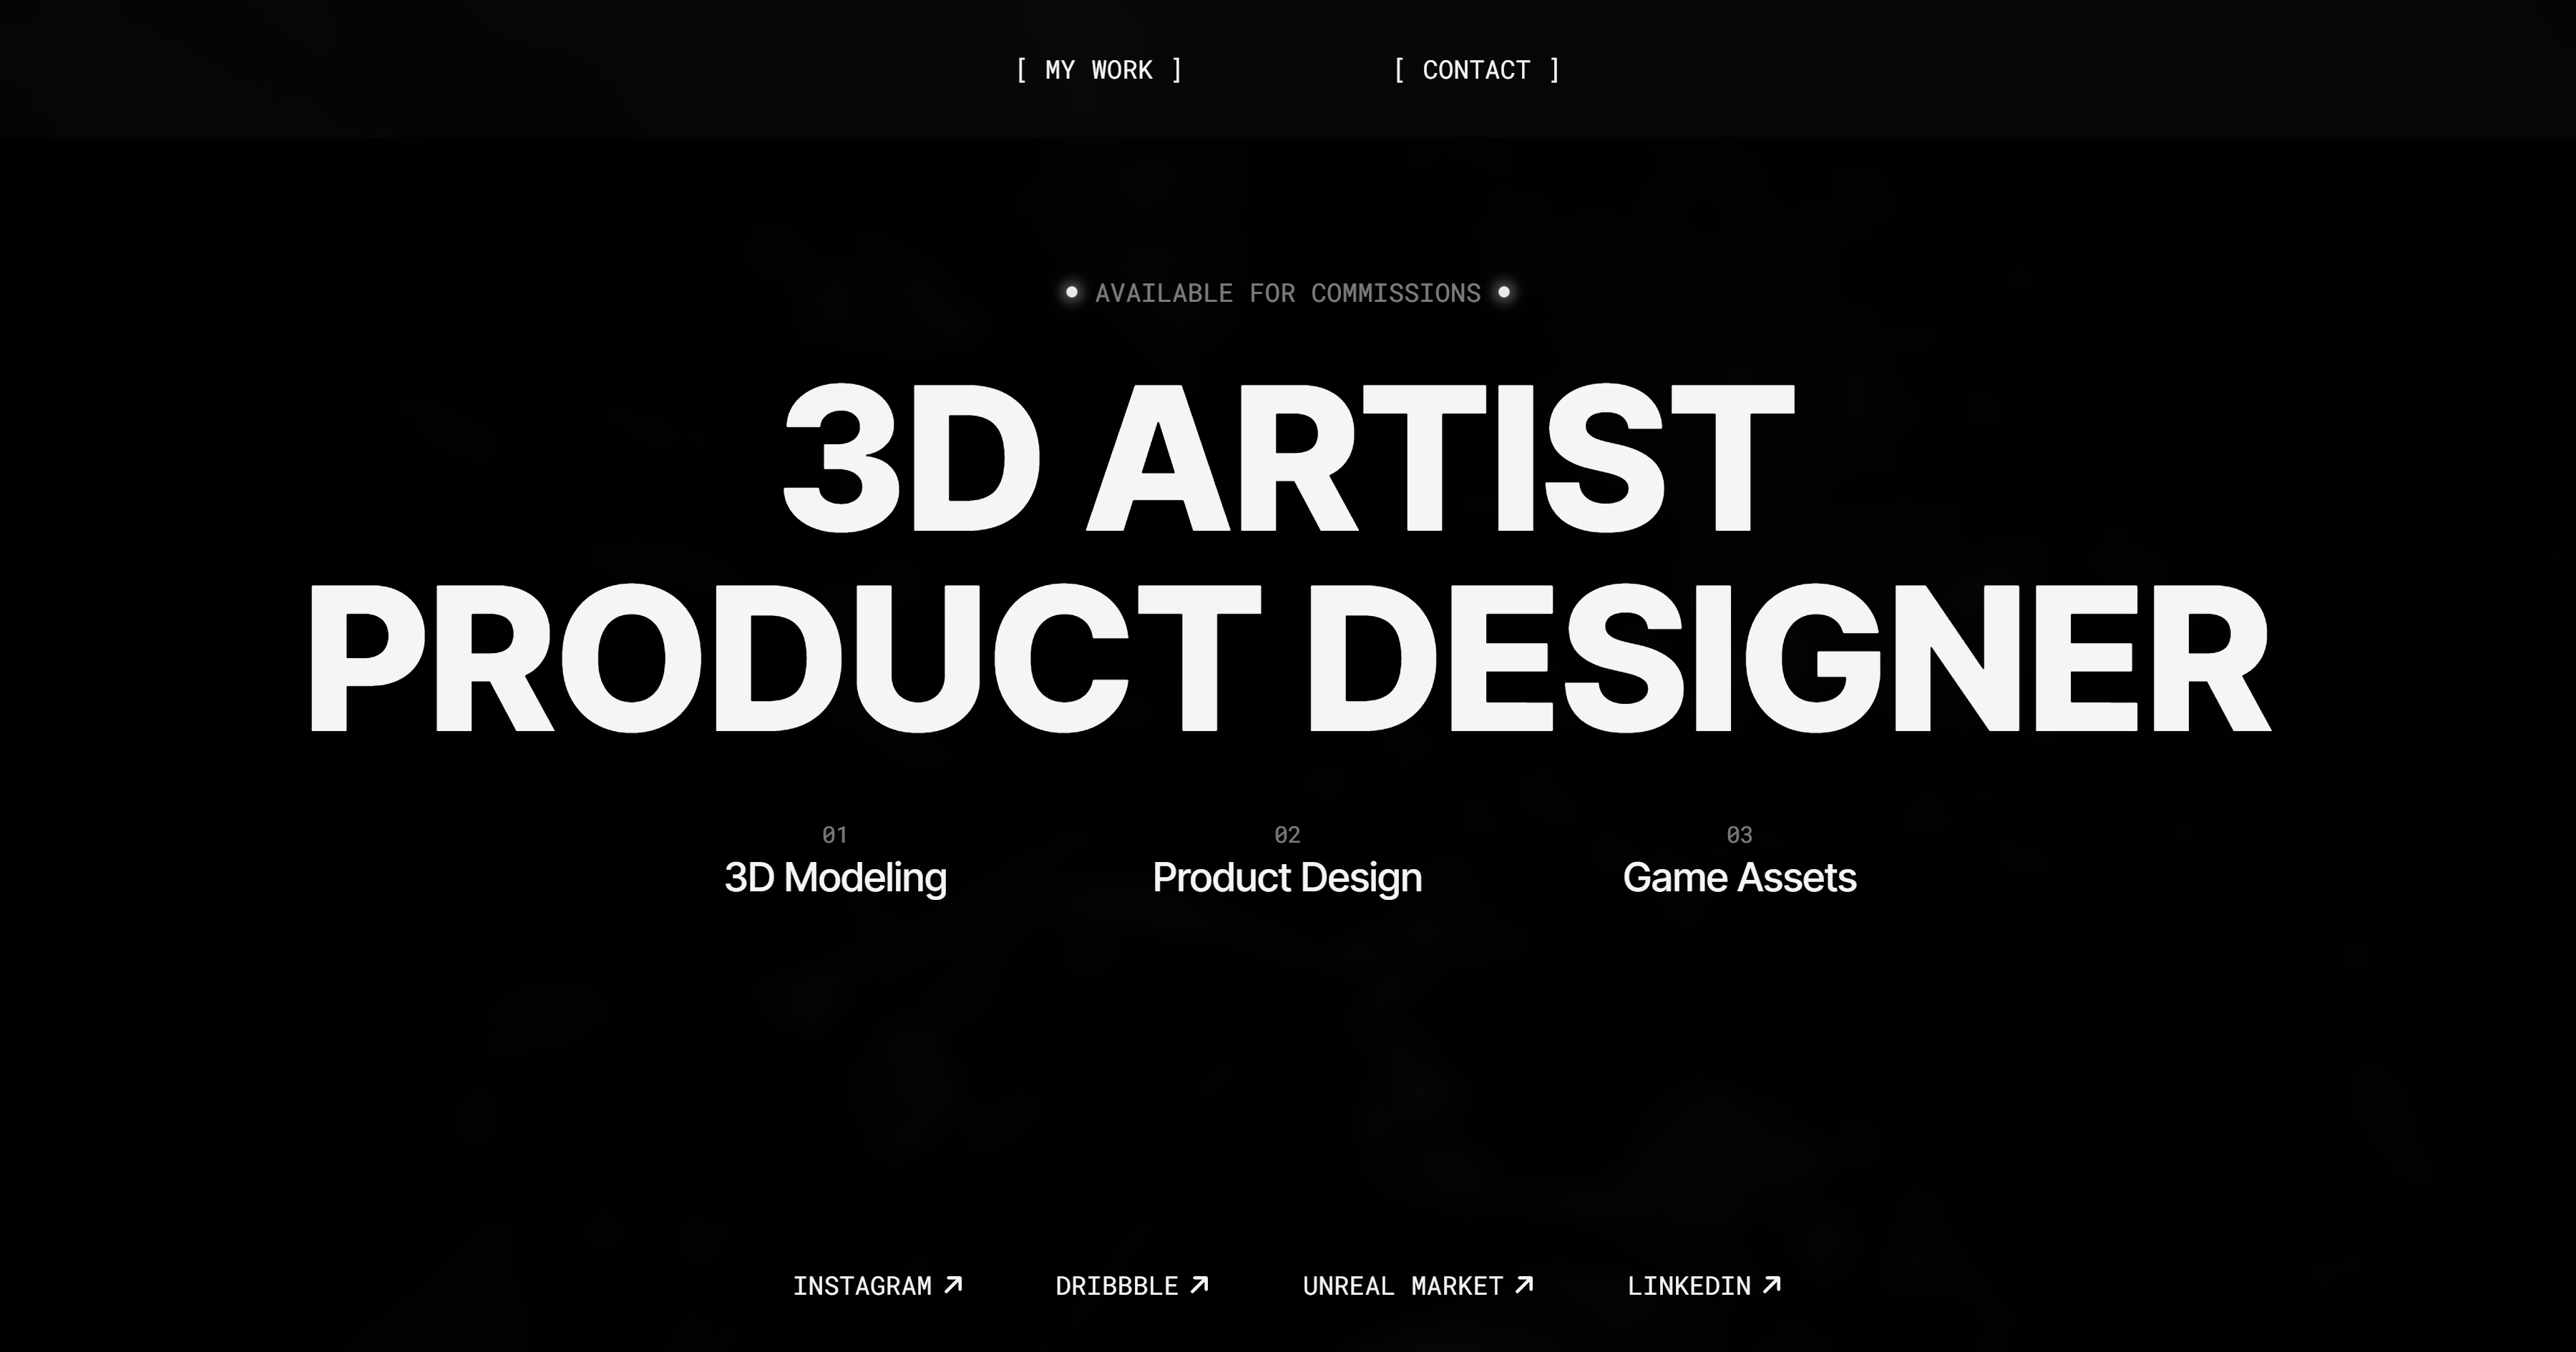 [ MY WORK ] [ CONTACT ]
AVAILABLE FOR COMMISSIONS
3D ARTIST
PRODUCT DESIGNER
01 02 03
3D Modeling Product Design Game Assets
INSTAGRAM DRIBBBLE UNREAL MARKET LINKEDIN